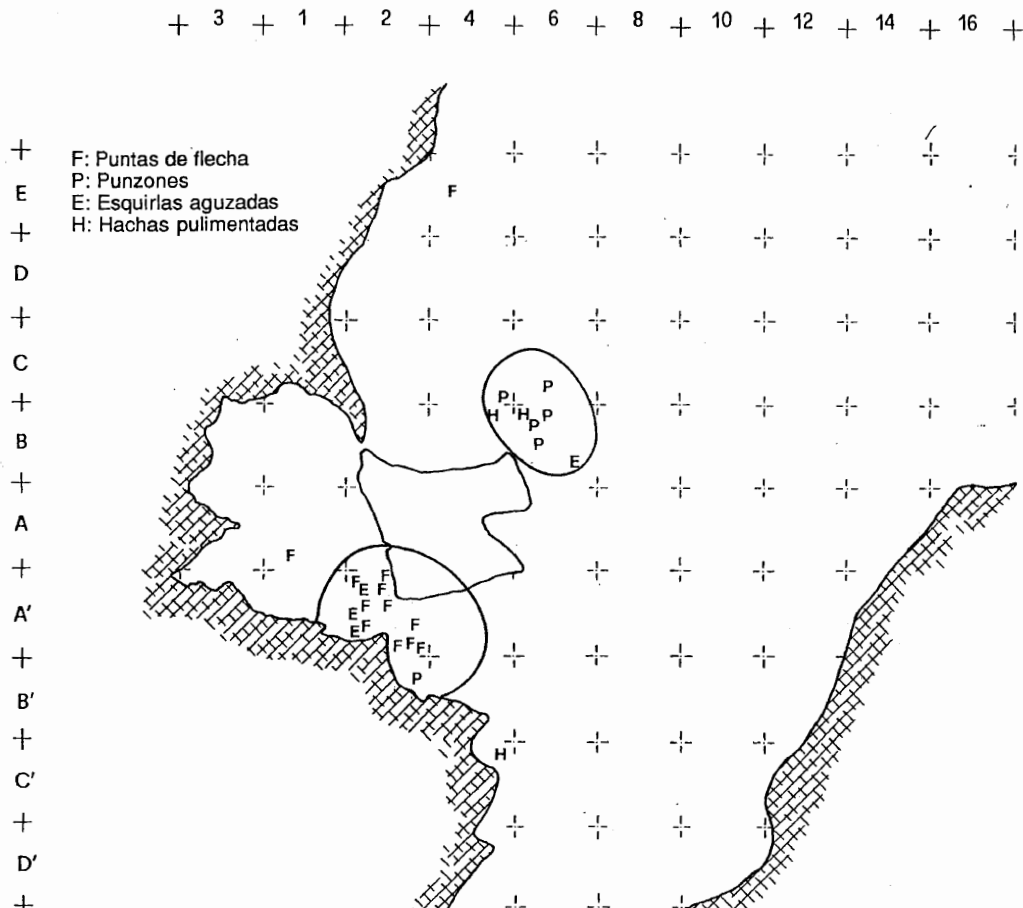 3 1 2 4 6 8 10 12 14 16
F: Puntas de flecha
P: Punzones
E: Esquirlas aguzadas
H: Hachas pulimentadas
E F
D
C
P P
B H H P
P
P
E
A
F
F F
F E F
A' E F F
E F F
F F F
P
B'
H
C'
D'